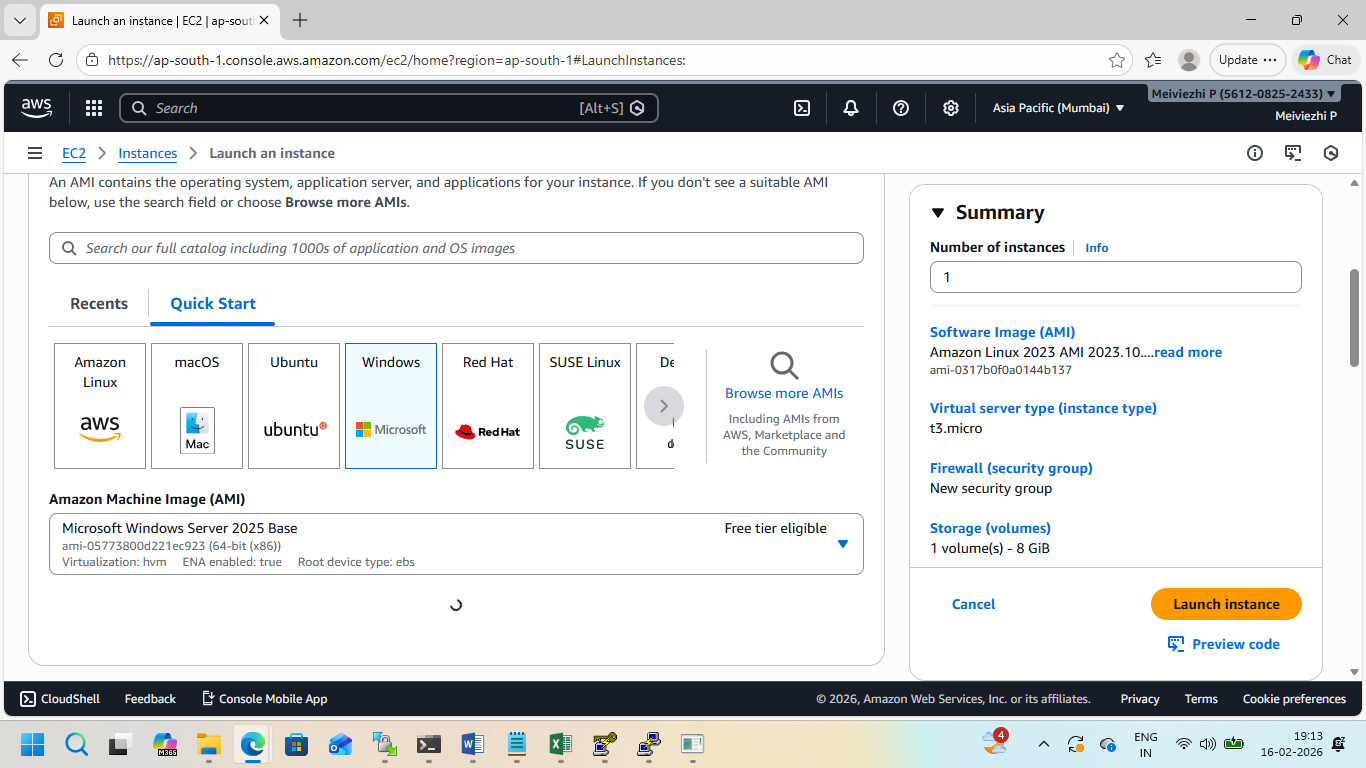 Launch an instance | EC2 | ap-sout
https://ap-south-1.console.aws.amazon.com/ec2/home?region=ap-south-1#LaunchInstances:
Update
Chat
aws
Search
[Alt+S]
Asia Pacific (Mumbai)
Meiviezhi P (5612-0825-2433)
Meiviezhi P
EC2
Instances
Launch an instance
An AMI contains the operating system, application server, and applications for your instance. If you don't see a suitable AMI
below, use the search field or choose Browse more AMIs.
Search our full catalog including 1000s of application and OS images
Recents
Quick Start
Amazon
Linux
aws
macOS
Mac
Ubuntu
ubuntu
Windows
Microsoft
Red Hat
Red Hat
SUSE Linux
SUSE
De
Browse more AMIs
Including AMIs from
AWS, Marketplace and
the Community
Amazon Machine Image (AMI)
Microsoft Windows Server 2025 Base
Free tier eligible
ami-05773800d221ec923 (64-bit (x86))
Virtualization: hvm ENA enabled: true Root device type: ebs
Summary
Number of instances
Info
1
Software Image (AMI)
Amazon Linux 2023 AMI 2023.10....read more
ami-0317b0f0a0144b137
Virtual server type (instance type)
t3.micro
Firewall (security group)
New security group
Storage (volumes)
1 volume(s) - 8 GiB
Cancel
Launch instance
Preview code
CloudShell
Feedback
Console Mobile App
© 2026, Amazon Web Services, Inc. or its affiliates.
Privacy
Terms
Cookie preferences
M365
4
ENG
IN
19:13
16-02-2026